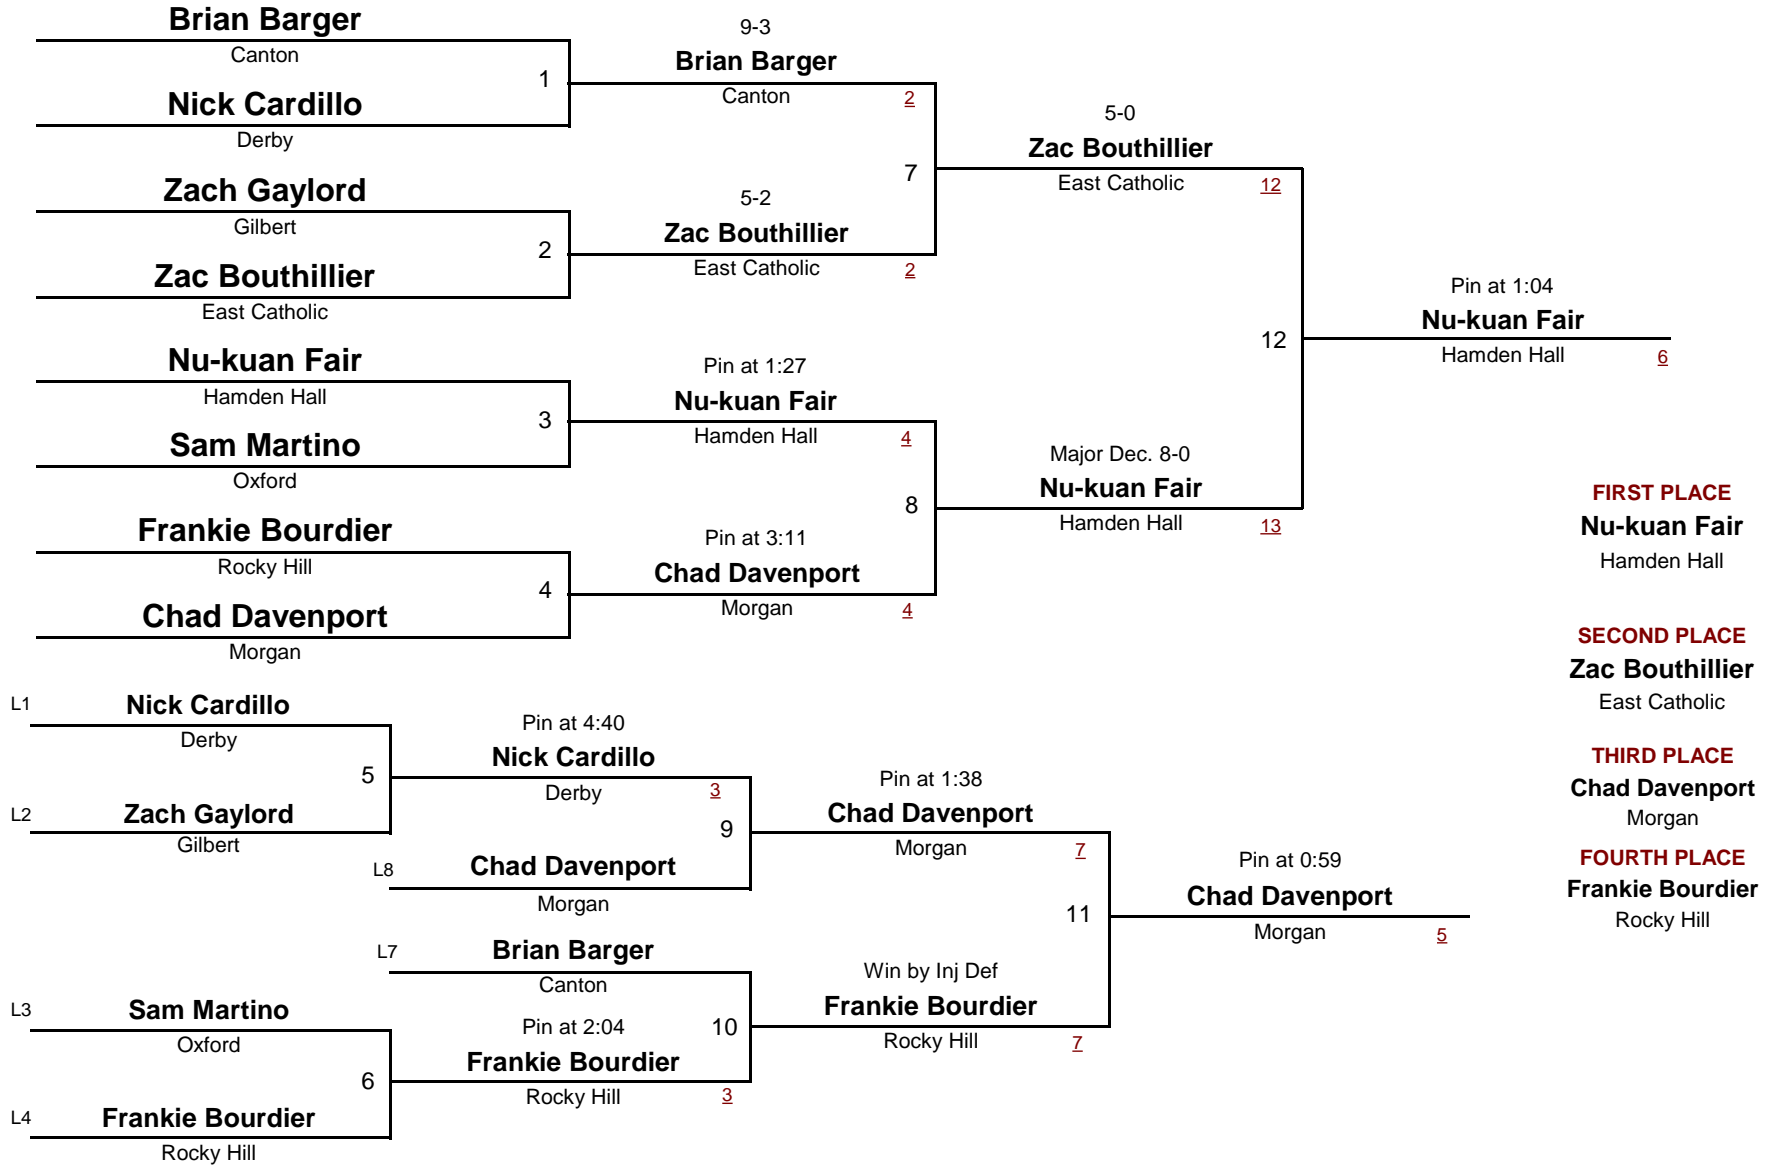 Brian Barger
Canton
1
Nick Cardillo
Derby
Zach Gaylord
Gilbert
2
Zac Bouthillier
East Catholic
Nu-kuan Fair
Hamden Hall
3
Sam Martino
Oxford
Frankie Bourdier
Rocky Hill
4
Chad Davenport
Morgan
9-3
Brian Barger
Canton
2
7
5-2
Zac Bouthillier
East Catholic
2
Pin at 1:27
Nu-kuan Fair
Hamden Hall
4
8
Pin at 3:11
Chad Davenport
Morgan
4
5-0
Zac Bouthillier
East Catholic
12
12
Major Dec. 8-0
Nu-kuan Fair
Hamden Hall
13
Pin at 1:04
Nu-kuan Fair
Hamden Hall
6
FIRST PLACE
Nu-kuan Fair
Hamden Hall
SECOND PLACE
Zac Bouthillier
East Catholic
THIRD PLACE
Chad Davenport
Morgan
FOURTH PLACE
Frankie Bourdier
Rocky Hill
L1
Nick Cardillo
Derby
5
L2
Zach Gaylord
Gilbert
L3
Sam Martino
Oxford
6
L4
Frankie Bourdier
Rocky Hill
Pin at 4:40
Nick Cardillo
Derby
3
9
L8
Chad Davenport
Morgan
L7
Brian Barger
Canton
10
Pin at 2:04
Frankie Bourdier
Rocky Hill
3
Pin at 1:38
Chad Davenport
Morgan
7
11
Win by Inj Def
Frankie Bourdier
Rocky Hill
7
Pin at 0:59
Chad Davenport
Morgan
5